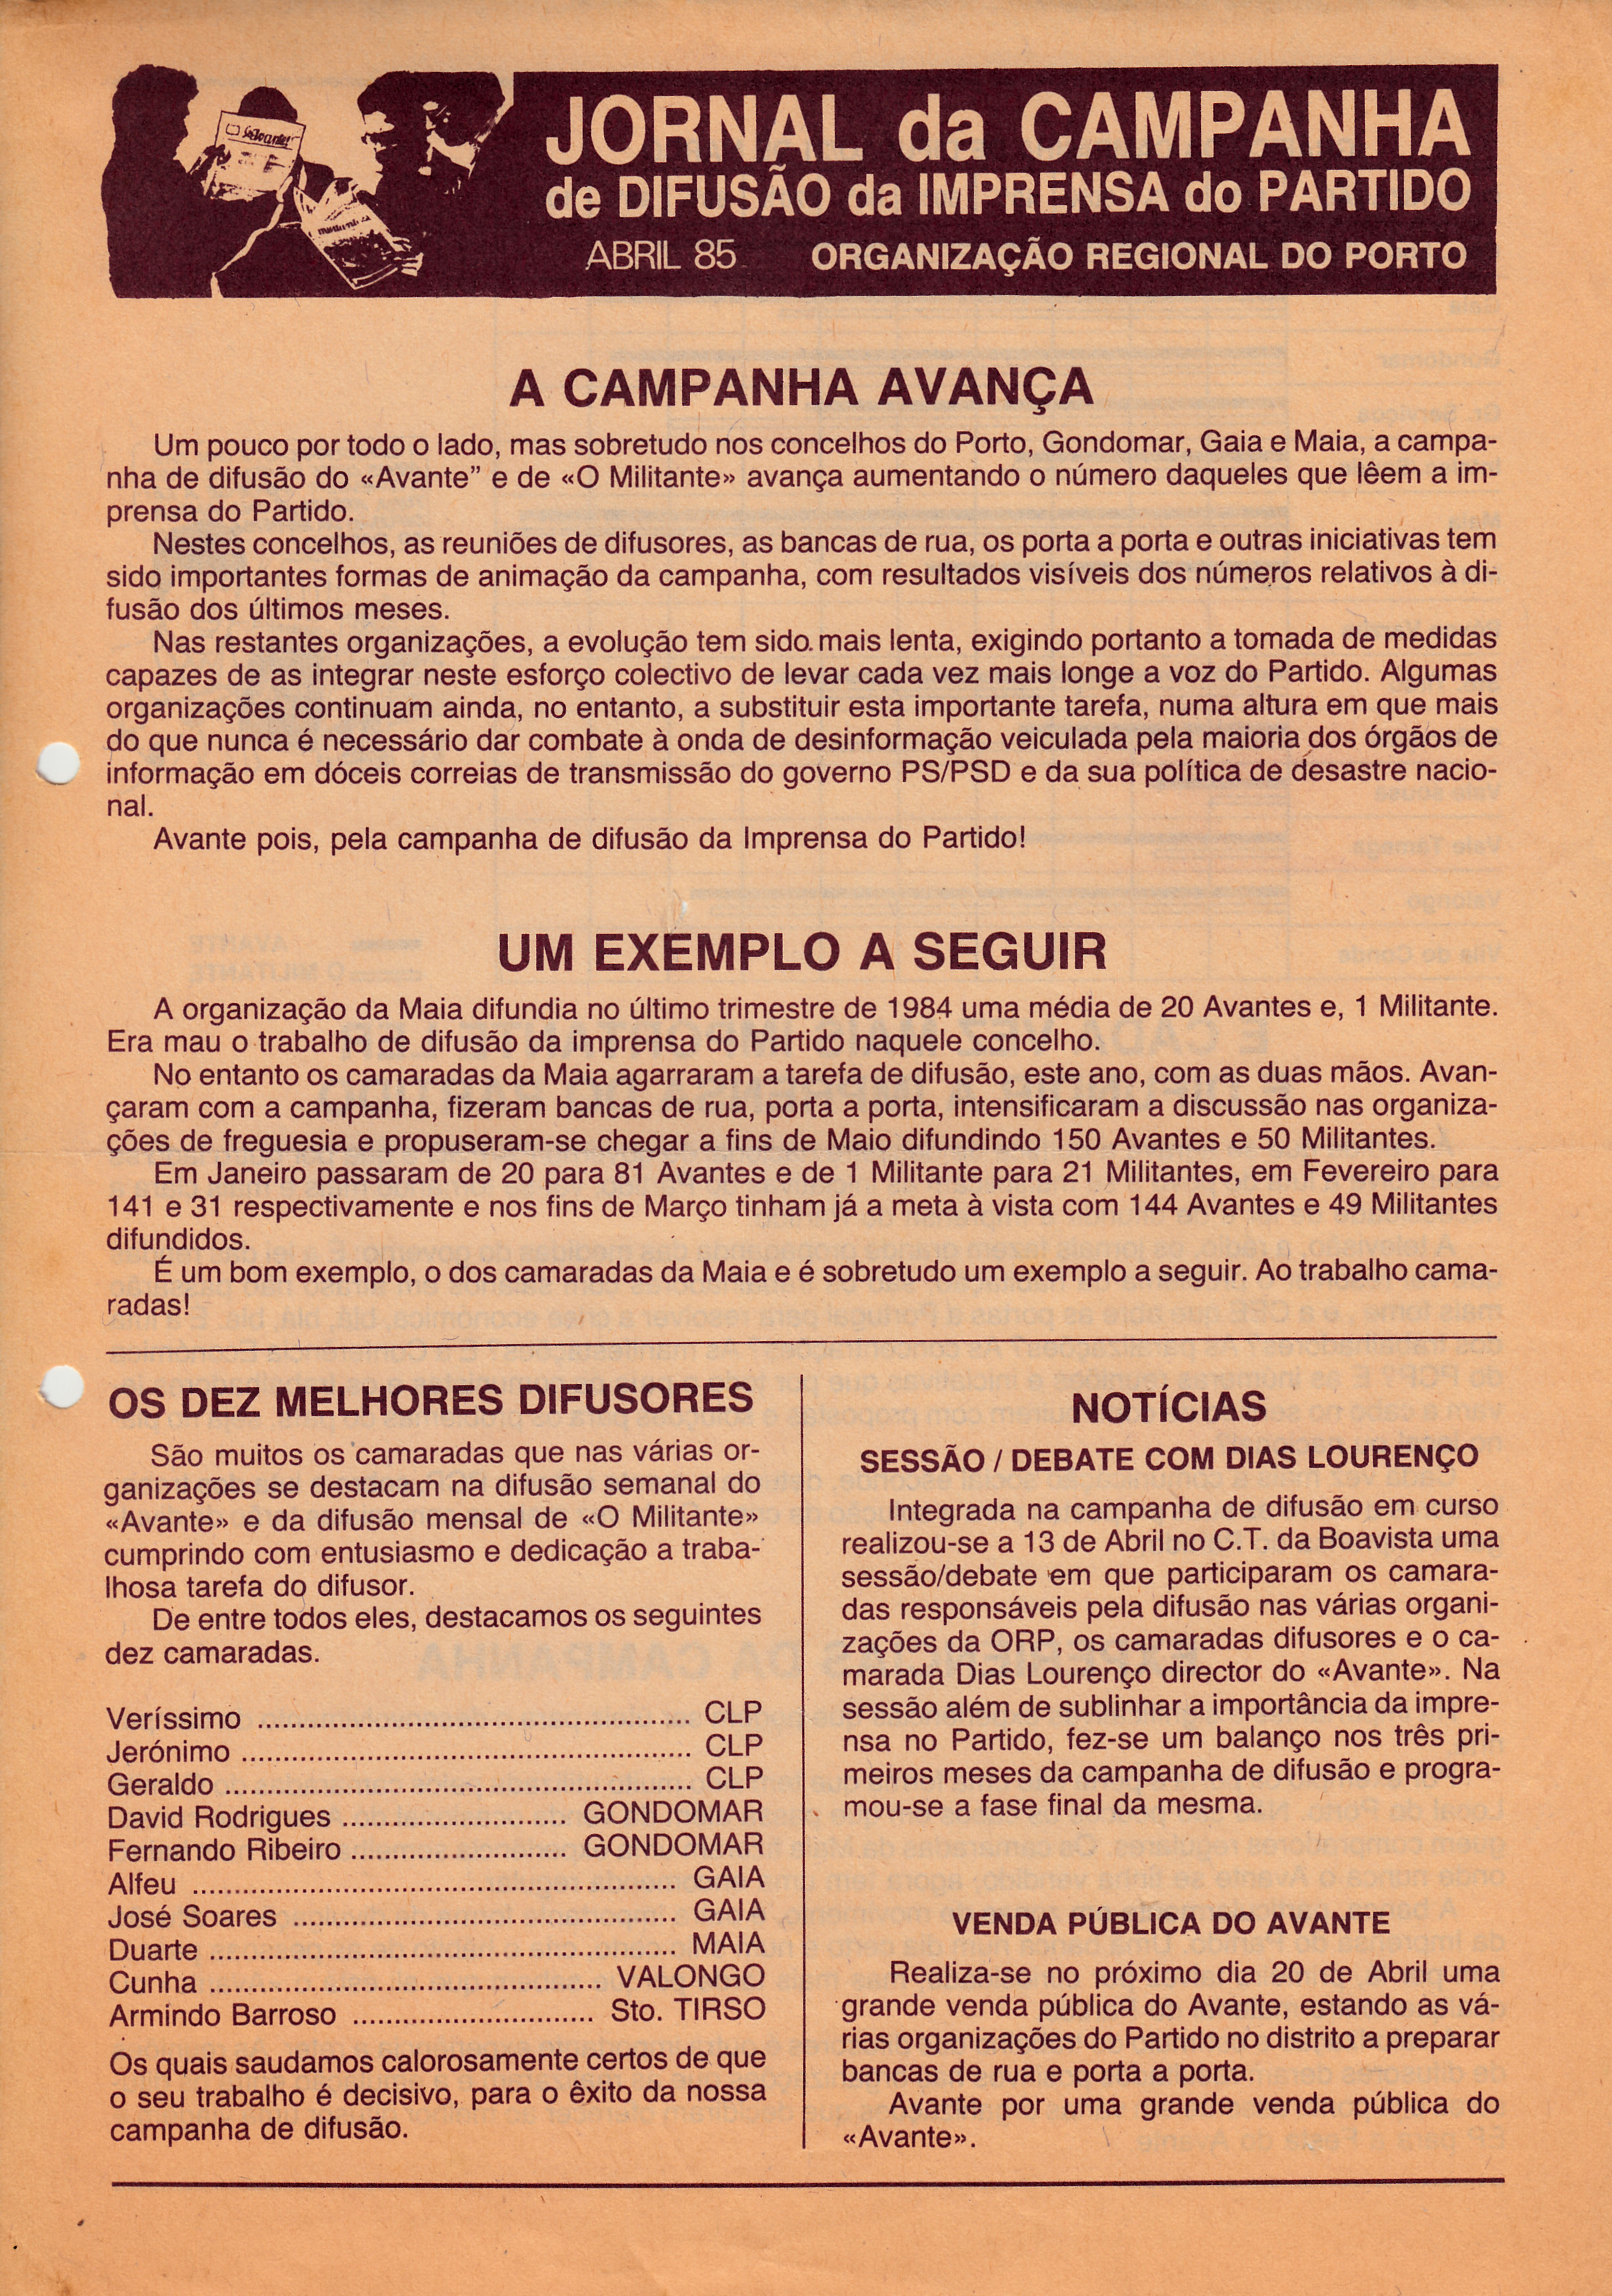 JORNAL da CAMPANHA
de DIFUSÃO da IMPRENSA do PARTIDO
ABRIL 85 ORGANIZAÇÃO REGIONAL DO PORTO
A CAMPANHA AVANÇA
Um pouco por todo o lado, mas sobretudo nos concelhos do Porto, Gondomar, Gaia e Maia, a campa-
nha de difusão do «Avante” e de «O Militante» avança aumentando o número daqueles que lêem a im-
prensa do Partido.
Nestes concelhos, as reuniões de difusores, as bancas de rua, os porta a porta e outras iniciativas tem
sido importantes formas de animação da campanha, com resultados visíveis dos números relativos à di-
fusão dos últimos meses.
Nas restantes organizações, a evolução tem sido mais lenta, exigindo portanto a tomada de medidas
capazes de as integrar neste esforço colectivo de levar cada vez mais longe a voz do Partido. Algumas
organizações continuam ainda, no entanto, a substituir esta importante tarefa, numa altura em que mais
do que nunca é necessário dar combate à onda de desinformação veiculada pela maioria dos órgãos de
informação em dóceis correias de transmissão do governo PS/PSD e da sua política de desastre nacio-
nal.
Avante pois, pela campanha de difusão da Imprensa do Partido!
UM EXEMPLO A SEGUIR
A organização da Maia difundia no último trimestre de 1984 uma média de 20 Avantes e, 1 Militante.
Era mau o trabalho de difusão da imprensa do Partido naquele concelho.
No entanto os camaradas da Maia agarraram a tarefa de difusão, este ano, com as duas mãos. Avan-
çaram com a campanha, fizeram bancas de rua, porta a porta, intensificaram a discussão nas organiza-
ções de freguesia e propuseram-se chegar a fins de Maio difundindo 150 Avantes e 50 Militantes.
Em Janeiro passaram de 20 para 81 Avantes e de 1 Militante para 21 Militantes, em Fevereiro para
141 e 31 respectivamente e nos fins de Março tinham já a meta à vista com 144 Avantes e 49 Militantes
difundidos.
É um bom exemplo, o dos camaradas da Maia e é sobretudo um exemplo a seguir. Ao trabalho cama-
radas!
OS DEZ MELHORES DIFUSORES
São muitos os camaradas que nas várias or-
ganizações se destacam na difusão semanal do
«Avante» e da difusão mensal de «O Militante»
cumprindo com entusiasmo e dedicação a traba-
lhosa tarefa do difusor.
De entre todos eles, destacamos os seguintes
dez camaradas.
Veríssimo ........ CLP
Jerónimo ........ CLP
Geraldo ........ CLP
David Rodrigues ........ GONDOMAR
Fernando Ribeiro ........ GONDOMAR
Alfeu ........ GAIA
José Soares ........ GAIA
Duarte ........ MAIA
Cunha ........ VALONGO
Armindo Barroso ........ Sto. TIRSO
Os quais saudamos calorosamente certos de que
o seu trabalho é decisivo, para o êxito da nossa
campanha de difusão.
NOTÍCIAS
SESSÃO / DEBATE COM DIAS LOURENÇO
Integrada na campanha de difusão em curso
realizou-se a 13 de Abril no C.T. da Boavista uma
sessão/debate em que participaram os camara-
das responsáveis pela difusão nas várias organi-
zações da ORP, os camaradas difusores e o ca-
marada Dias Lourenço director do «Avante». Na
sessão além de sublinhar a importância da impre-
nsa no Partido, fez-se um balanço nos três pri-
meiros meses da campanha de difusão e progra-
mou-se a fase final da mesma.
VENDA PÚBLICA DO AVANTE
Realiza-se no próximo dia 20 de Abril uma
grande venda pública do Avante, estando as vá-
rias organizações do Partido no distrito a preparar
bancas de rua e porta a porta.
Avante por uma grande venda pública do
«Avante».